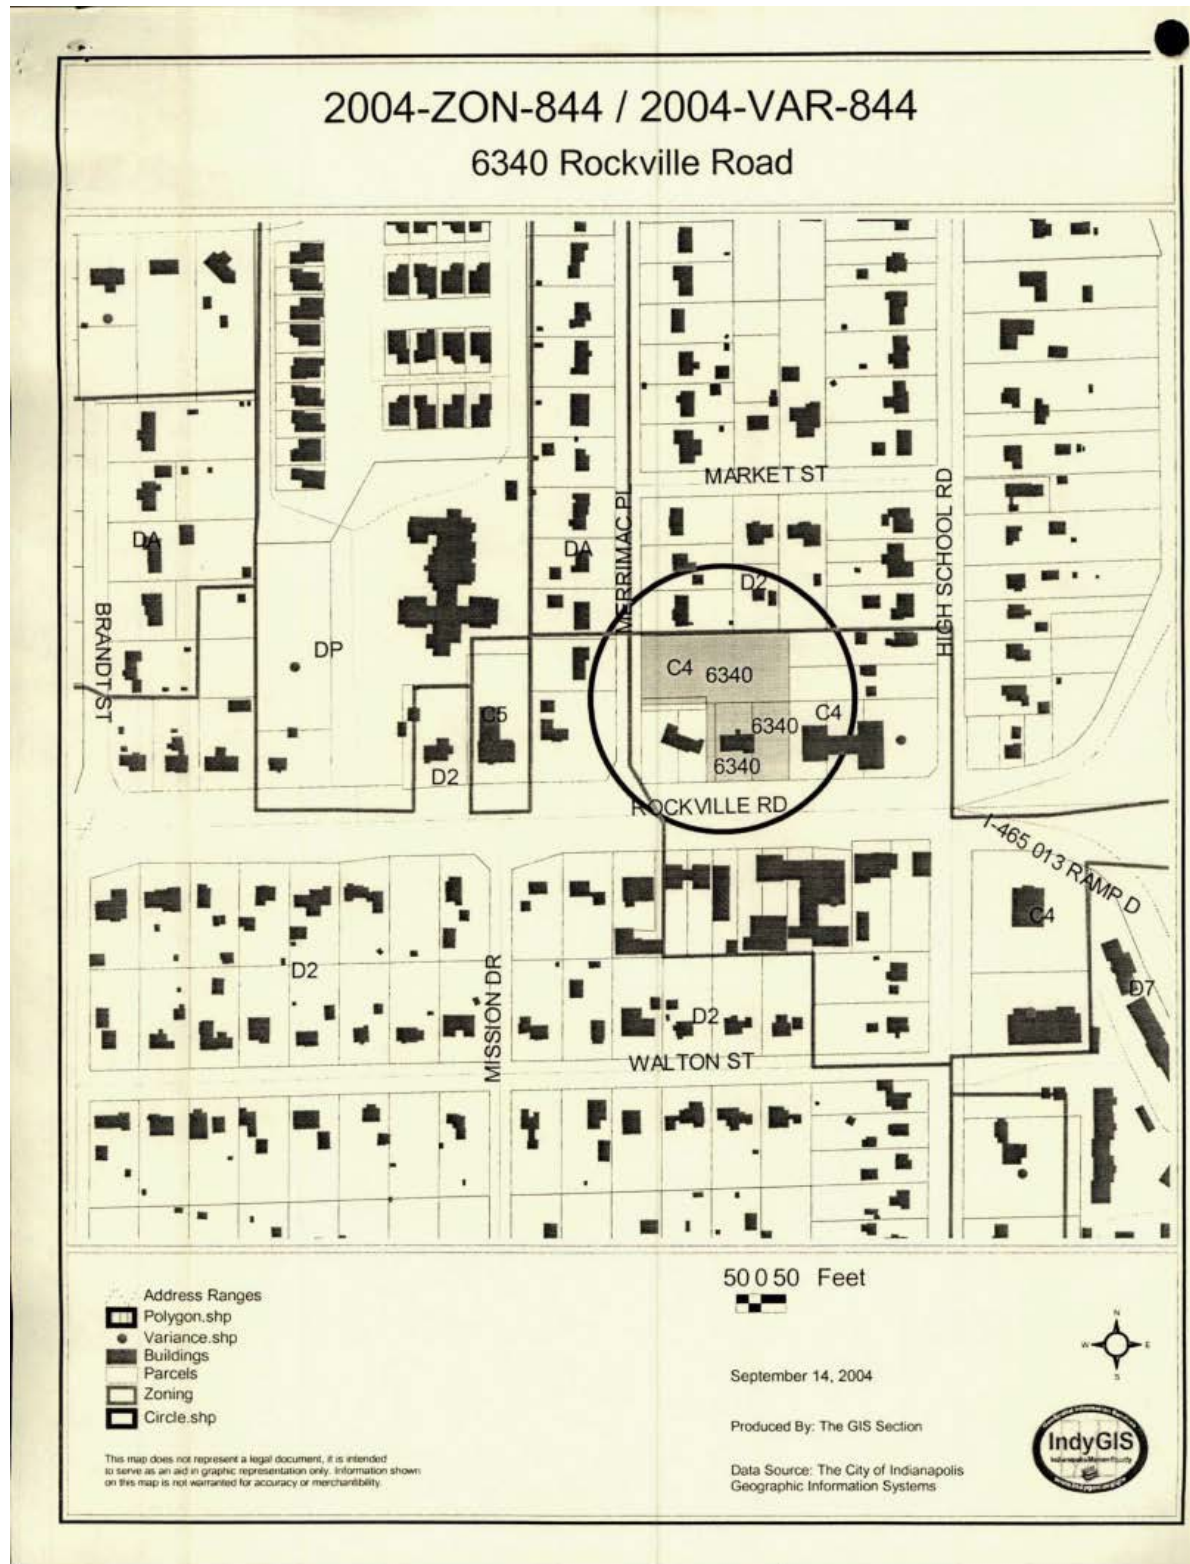 2004-ZON-844 / 2004-VAR-844
6340 Rockville Road
MARKET ST
MERRIMAC PL
HIGH SCHOOL RD
DA
DA
D2
BRANDT ST
DP
C4
6340
C5
6340
C4
6340
D2
ROCKVILLE RD
I-465 013 RAMP D
C4
D2
MISSION DR
D7
D2
WALTON ST
Address Ranges
Polygon.shp
Variance.shp
Buildings
Parcels
Zoning
Circle.shp
This map does not represent a legal document, it is intended
to serve as an aid in graphic representation only. Information shown
on this map is not warranted for accuracy or merchantibility.
50 0 50 Feet
N
W
E
S
September 14, 2004
Produced By: The GIS Section
Data Source: The City of Indianapolis
Geographic Information Systems
IndyGIS